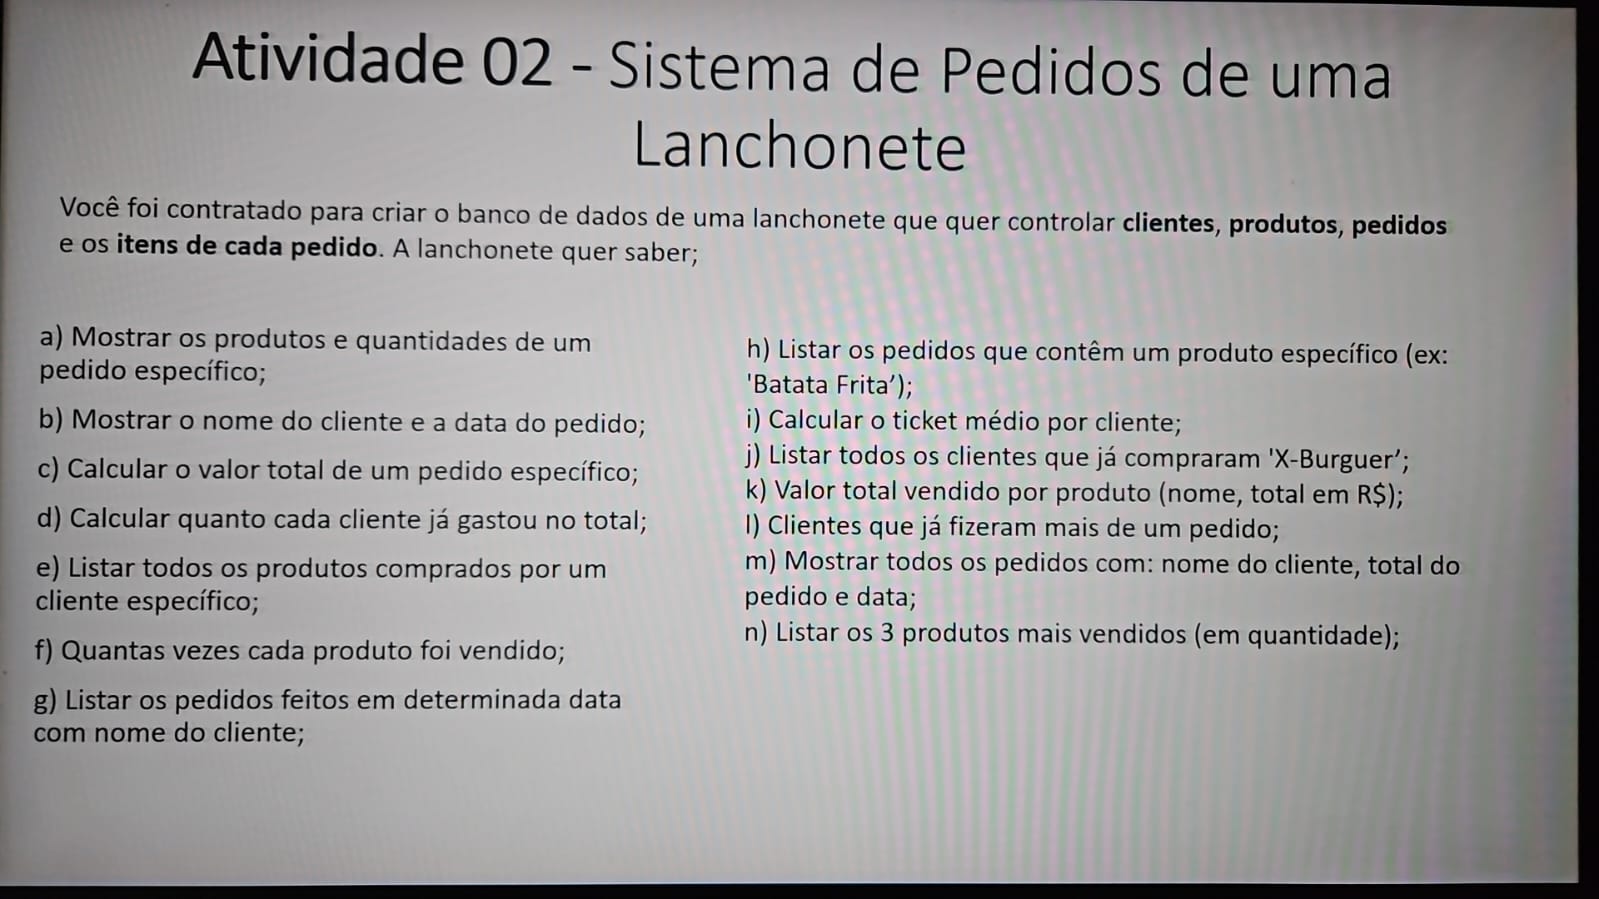 Atividade 02 - Sistema de Pedidos de uma
Lanchonete
Você foi contratado para criar o banco de dados de uma lanchonete que quer controlar clientes, produtos, pedidos
e os itens de cada pedido. A lanchonete quer saber;
a) Mostrar os produtos e quantidades de um
pedido específico;
b) Mostrar o nome do cliente e a data do pedido;
c) Calcular o valor total de um pedido específico;
d) Calcular quanto cada cliente já gastou no total;
e) Listar todos os produtos comprados por um
cliente específico;
f) Quantas vezes cada produto foi vendido;
g) Listar os pedidos feitos em determinada data
com nome do cliente;
h) Listar os pedidos que contêm um produto específico (ex:
'Batata Frita’);
i) Calcular o ticket médio por cliente;
j) Listar todos os clientes que já compraram 'X-Burguer’;
k) Valor total vendido por produto (nome, total em R$);
l) Clientes que já fizeram mais de um pedido;
m) Mostrar todos os pedidos com: nome do cliente, total do
pedido e data;
n) Listar os 3 produtos mais vendidos (em quantidade);